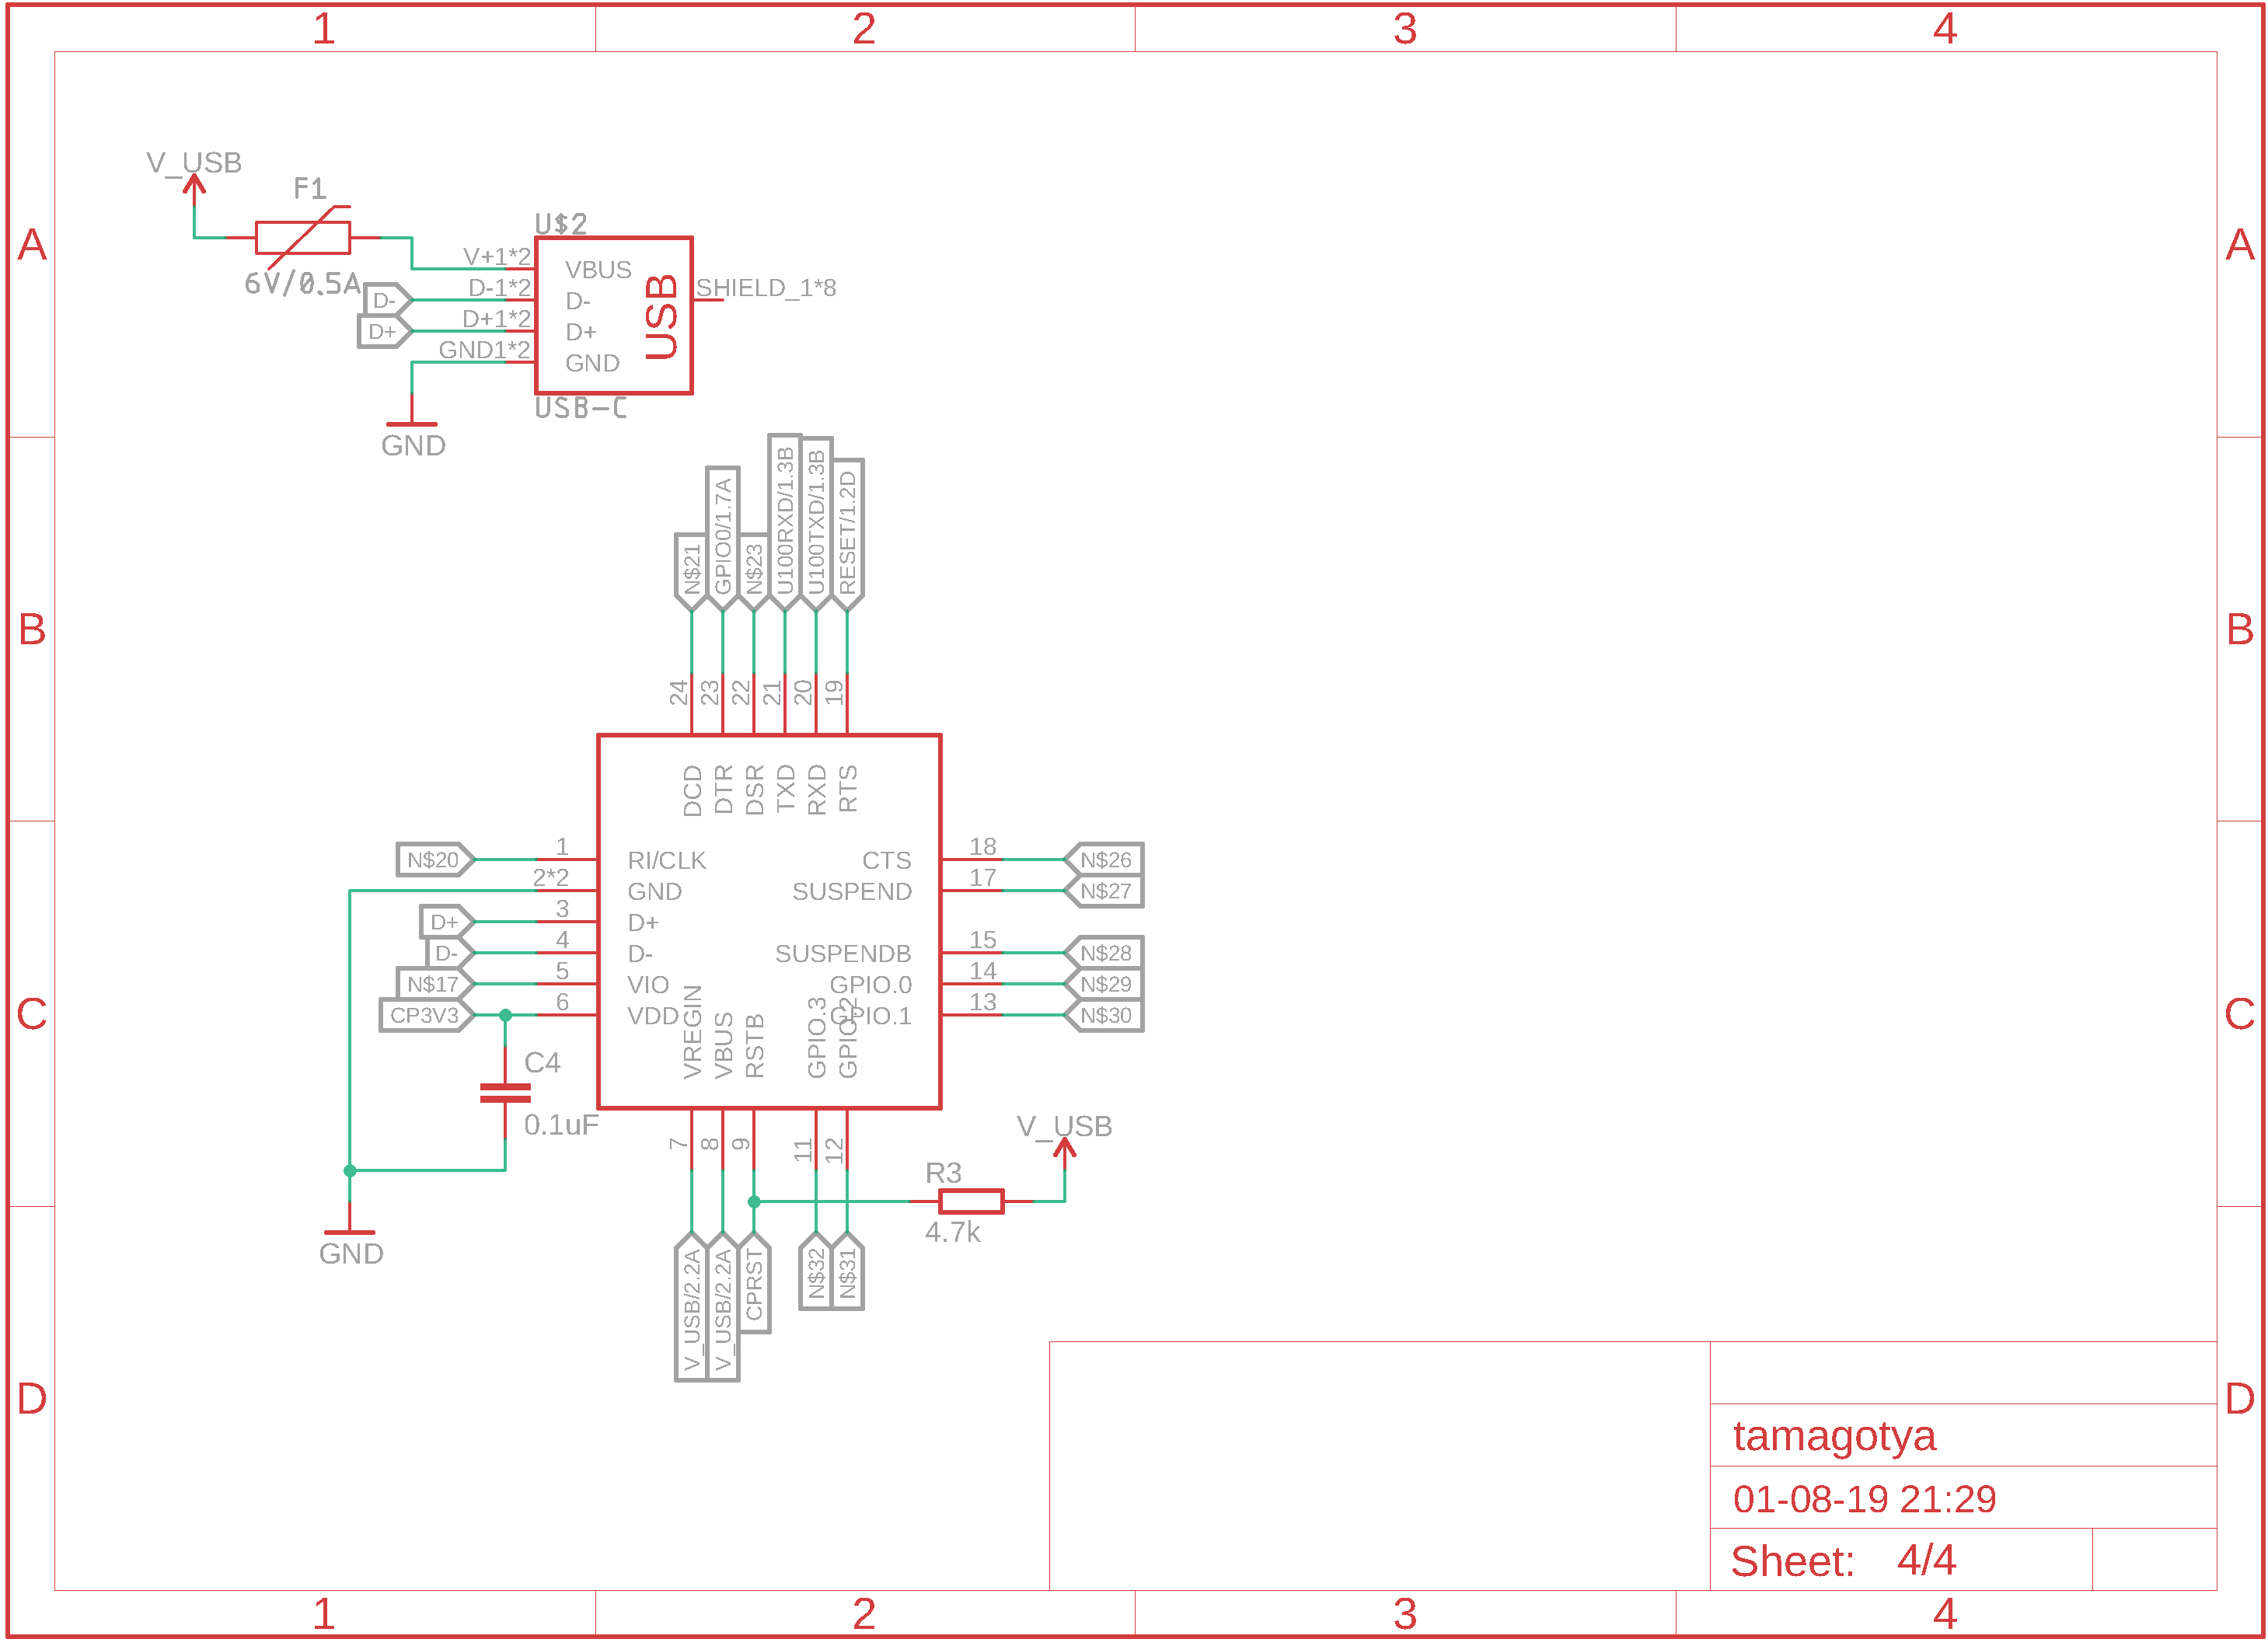 1 2 3 4
A A
B B
C C
D D
V_USB
F1
6V/0.5A
U$2
V+1*2
D-1*2
D+1*2
GND1*2
VBUS
D-
D+
GND
USB
SHIELD_1*8
D-
D+
USB-C
GND
N$21
GPIO0/1.7A
N$23
U100RXD/1.3B
U100TXD/1.3B
RESET/1.2D
24 23 22 21 20 19
DCD DTR DSR TXD RXD RTS
N$20 1 RI/CLK CTS 18 N$26
2*2 GND SUSPEND 17 N$27
D+ 3 D+
D- 4 D- SUSPENDB 15 N$28
N$17 5 VIO GPIO.0 14 N$29
CP3V3 6 VDD GPIO.1 13 N$30
VREGIN VBUS RSTB GPIO.3 GPIO.2
C4
0.1uF
7 8 9 11 12
V_USB
R3
4.7k
GND
V_USB/2.2A
V_USB/2.2A
CPRST
N$32
N$31
tamagotya
01-08-19 21:29
Sheet: 4/4
1 2 3 4